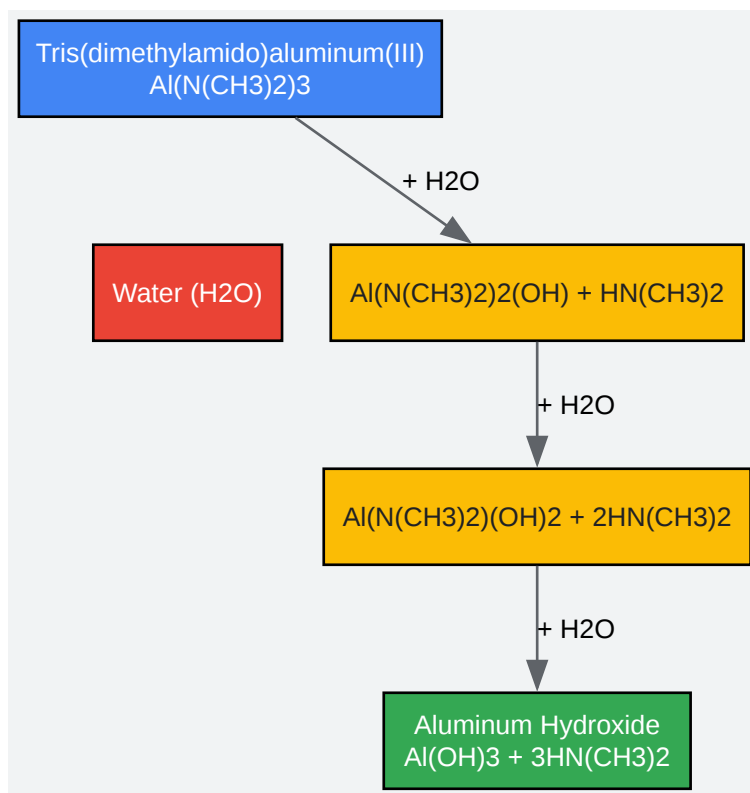 Tris(dimethylamido)aluminum(III)
Al(N(CH3)2)3
+ H2O
Water (H2O)
Al(N(CH3)2)2(OH) + HN(CH3)2
+ H2O
Al(N(CH3)2)(OH)2 + 2HN(CH3)2
+ H2O
Aluminum Hydroxide
Al(OH)3 + 3HN(CH3)2